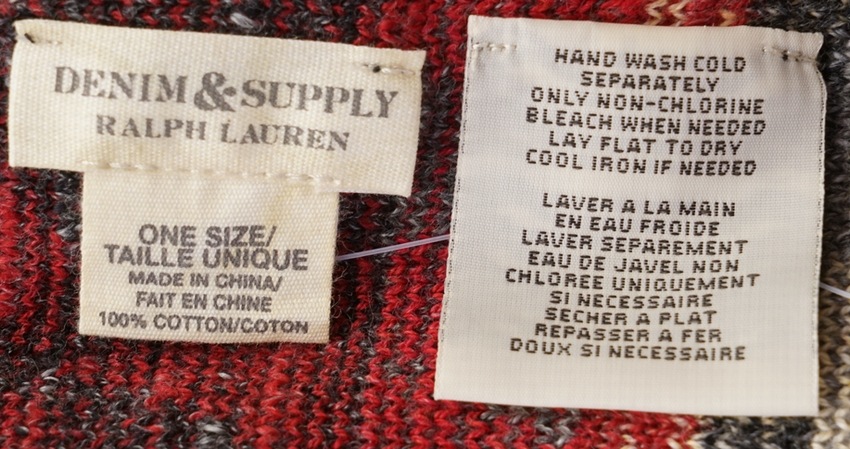 DENIM & SUPPLY
RALPH LAUREN
ONE SIZE/
TAILLE UNIQUE
MADE IN CHINA/
FAIT EN CHINE
100% COTTON/COTON
HAND WASH COLD
SEPARATELY
ONLY NON-CHLORINE
BLEACH WHEN NEEDED
LAY FLAT TO DRY
COOL IRON IF NEEDED
LAVER A LA MAIN
EN EAU FROIDE
LAVER SEPAREMENT
EAU DE JAVEL NON
CHLOREE UNIQUEMENT
SI NECESSAIRE
SECHER A PLAT
REPASSER A FER
DOUX SI NECESSAIRE